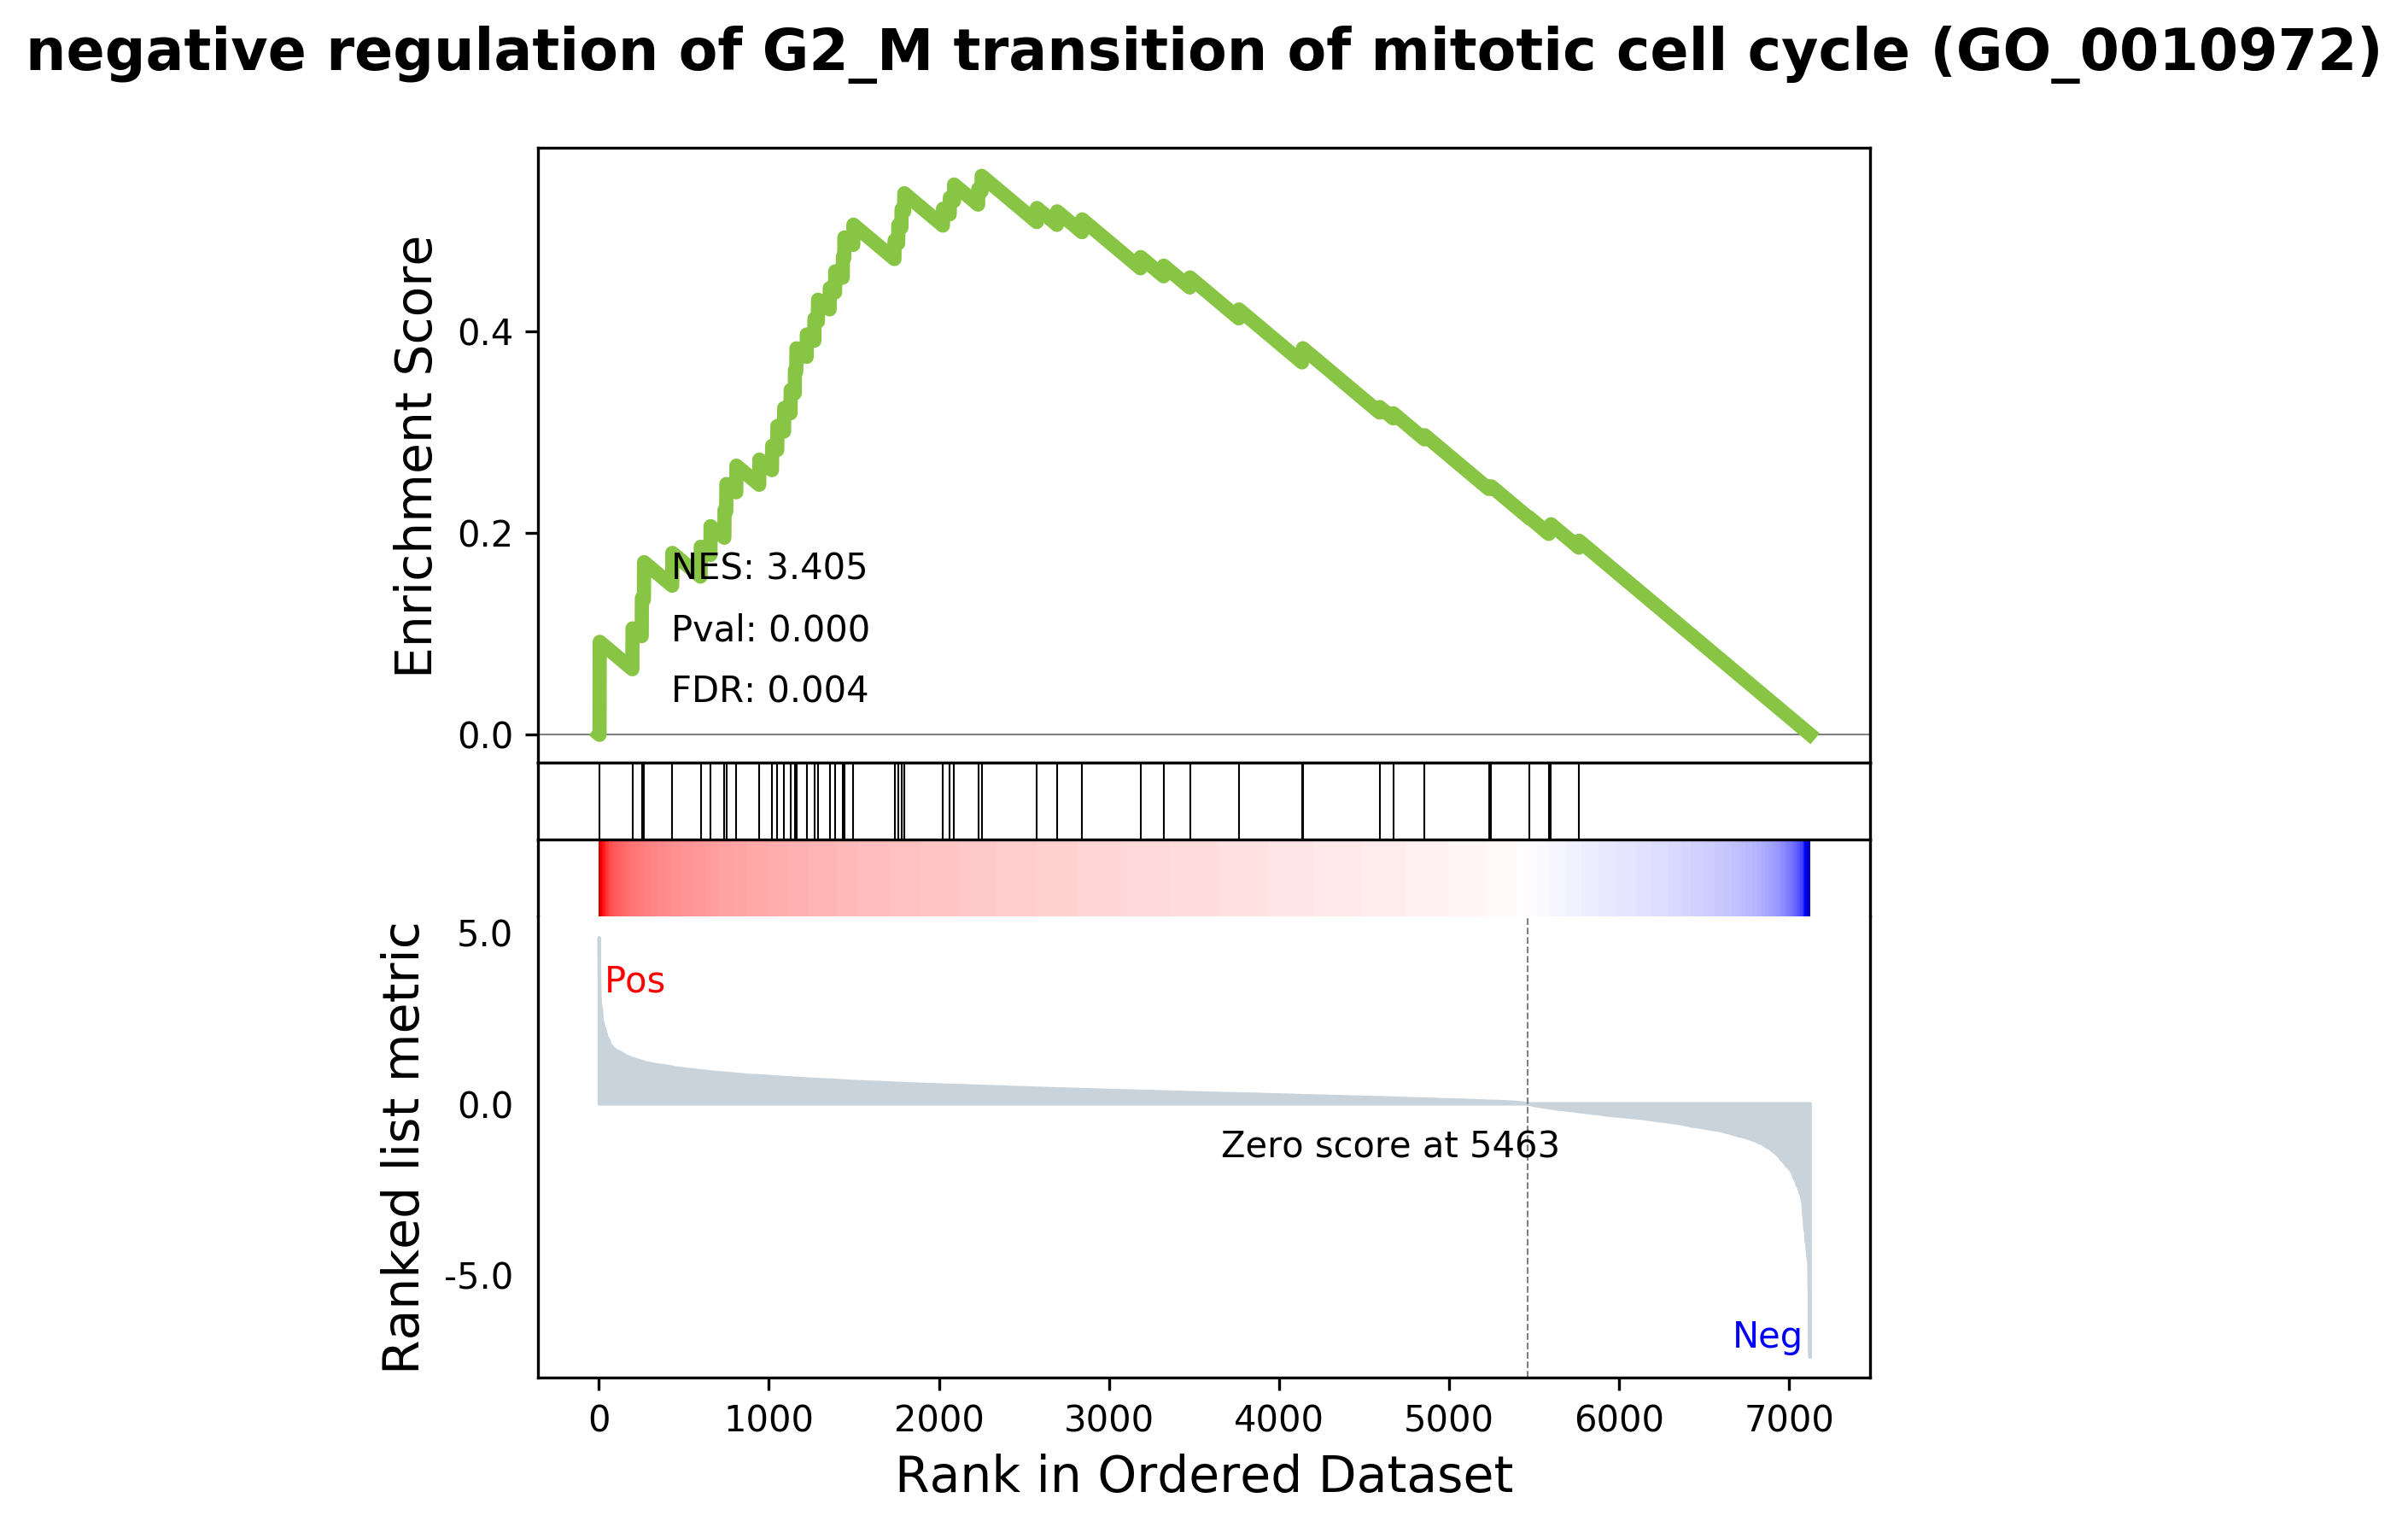 negative regulation of G2_M transition of mitotic cell cycle (GO_0010972)
Enrichment Score
0.4
0.2
0.0
NES: 3.405
Pval: 0.000
FDR: 0.004
Ranked list metric
5.0
0.0
-5.0
Pos
Zero score at 5463
Neg
0 1000 2000 3000 4000 5000 6000 7000
Rank in Ordered Dataset